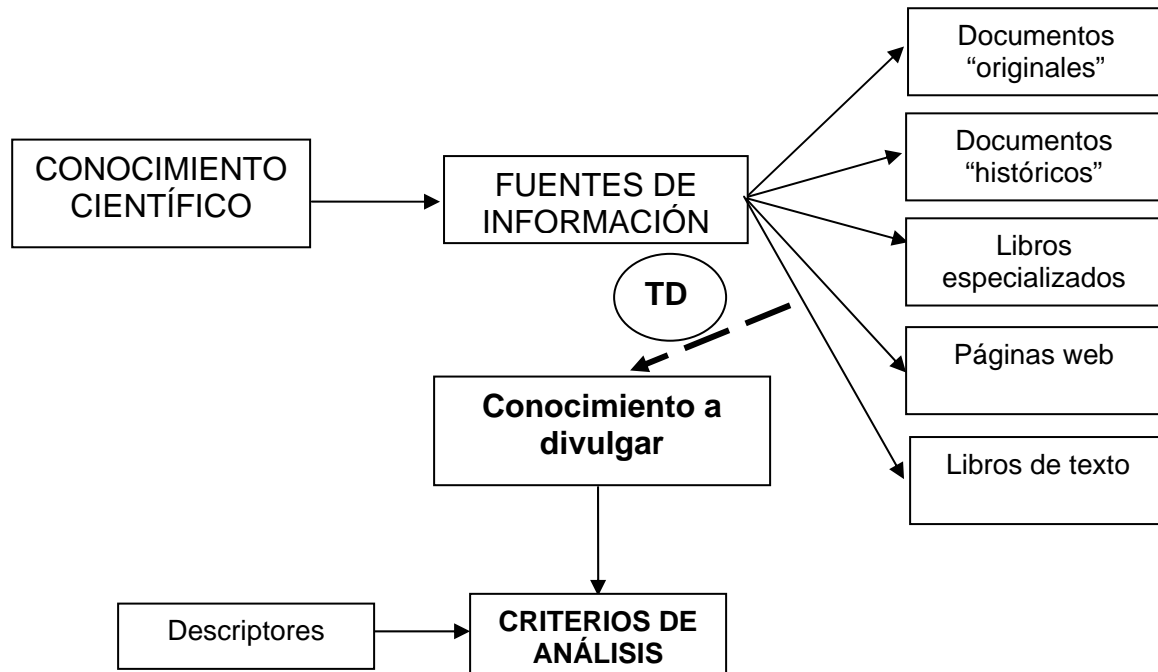 Documentos
“originales”
CONOCIMIENTO
CIENTÍFICO
FUENTES DE
INFORMACIÓN
Documentos
“históricos”
Libros
especializados
TD
Páginas web
Conocimiento a
divulgar
Libros de texto
Descriptores
CRITERIOS DE
ANÁLISIS